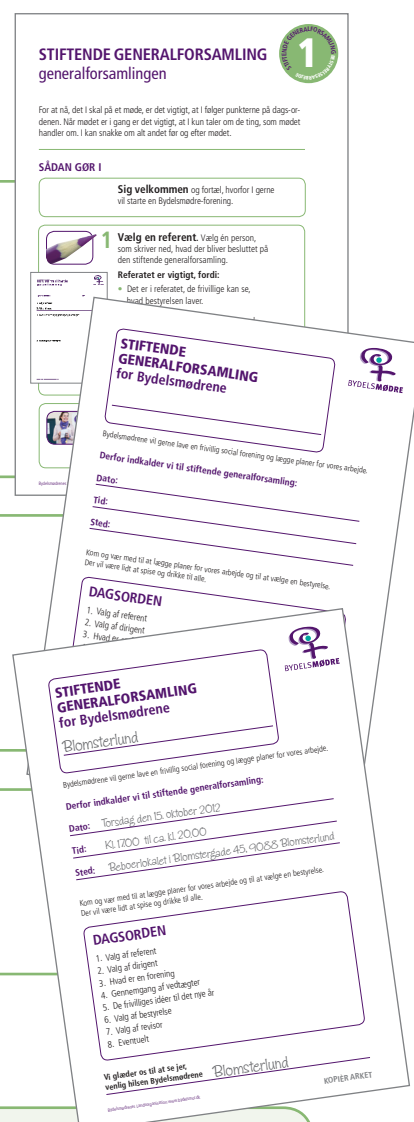 STIFTENDE GENERALFORSAMLING
generalforsamlingen
STIFTENDE GENERALFORSAMLING
1
For at nå, det I skal på et møde, er det vigtigt, at I følger punkterne på dags-or-
denen. Når mødet er i gang er det vigtigt, at I kun taler om de ting, som mødet
handler om. I kan snakke om alt andet før og efter mødet.
SÅDAN GØR I
Sig velkommen og fortæl, hvorfor I gerne
vil starte en Bydelsmødre-forening.
1 Vælg en referent. Vælg én person,
som skriver ned, hvad der bliver besluttet på
den stiftende generalforsamling.
Referatet er vigtigt, fordi:
• Det er i referatet, de frivillige kan se,
hvad bestyrelsen laver.
STIFTENDE
GENERALFORSAMLING
for Bydelsmødrene
BYDELSMØDRE
Bydelsmødrene vil gerne lave en frivillig social forening og lægge planer for vores arbejde.
Derfor indkalder vi til stiftende generalforsamling:
Dato:
Tid:
Sted:
Kom og vær med til at lægge planer for vores arbejde og til at vælge en bestyrelse.
Der vil være lidt at spise og drikke til alle.
DAGSORDEN
1. Valg af referent
2. Valg af dirigent
3. Hvad er
BYDELSMØDRE
STIFTENDE
GENERALFORSAMLING
for Bydelsmødrene
Blomsterlund
Bydelsmødrene vil gerne lave en frivillig social forening og lægge planer for vores arbejde.
Derfor indkalder vi til stiftende generalforsamling:
Dato: Torsdag den 15. oktober 2012
Tid: Kl. 17.00 til ca. kl. 20.00
Sted: Beboerlokalet i Blomstergade 45, 9088 Blomsterlund
Kom og vær med til at lægge planer for vores arbejde og til at vælge en bestyrelse.
Der vil være lidt at spise og drikke til alle.
DAGSORDEN
1. Valg af referent
2. Valg af dirigent
3. Hvad er en forening
4. Gennemgang af vedtægter
5. De frivilliges idéer til det nye år
6. Valg af bestyrelse
7. Valg af revisor
8. Eventuelt
Vi glæder os til at se jer,
venlig hilsen Bydelsmødrene Blomsterlund
KOPIER ARKET